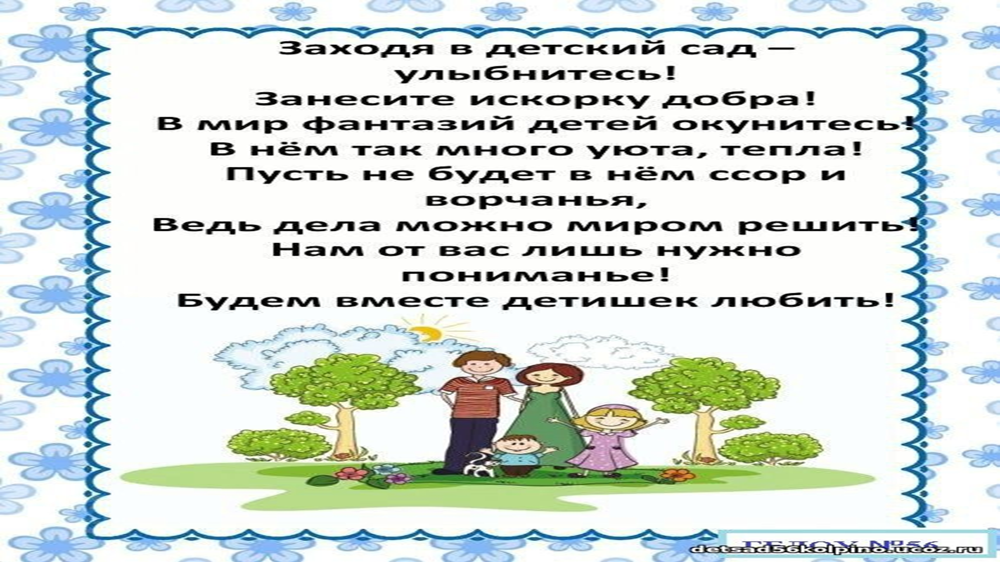 Заходя в детский сад –
улыбнитесь!
Занесите искорку добра!
В мир фантазий детей окунитесь!
В нём так много уюта, тепла!
Пусть не будет в нём ссор и
ворчанья,
Ведь дела можно миром решить!
Нам от вас лишь нужно
пониманье!
Будем вместе детишек любить!
№56
detsad56kolpino.ucoz.ru